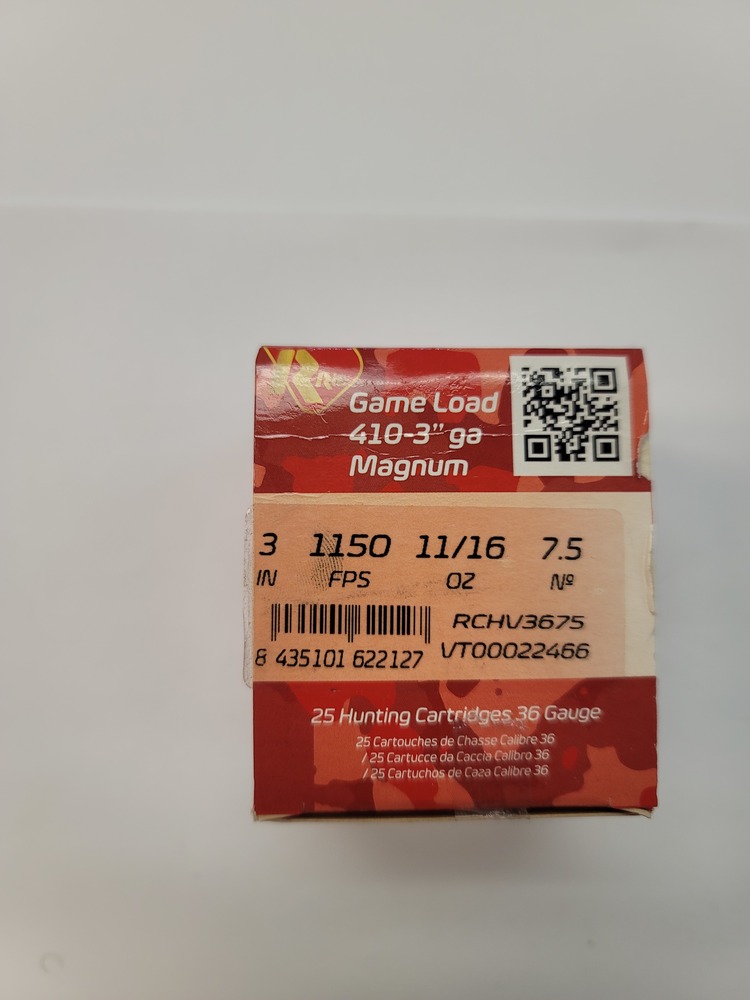 Game Load
410-3" ga
Magnum
3 1150 11/16 7.5
IN FPS OZ Nº
RCHV3675
8 435101 622127 VT00022466
25 Hunting Cartridges 36 Gauge
25 Cartouches de Chasse Calibre 36
/ 25 Cartucce da Caccia Calibro 36
/ 25 Cartuchos de Caza Calibre 36